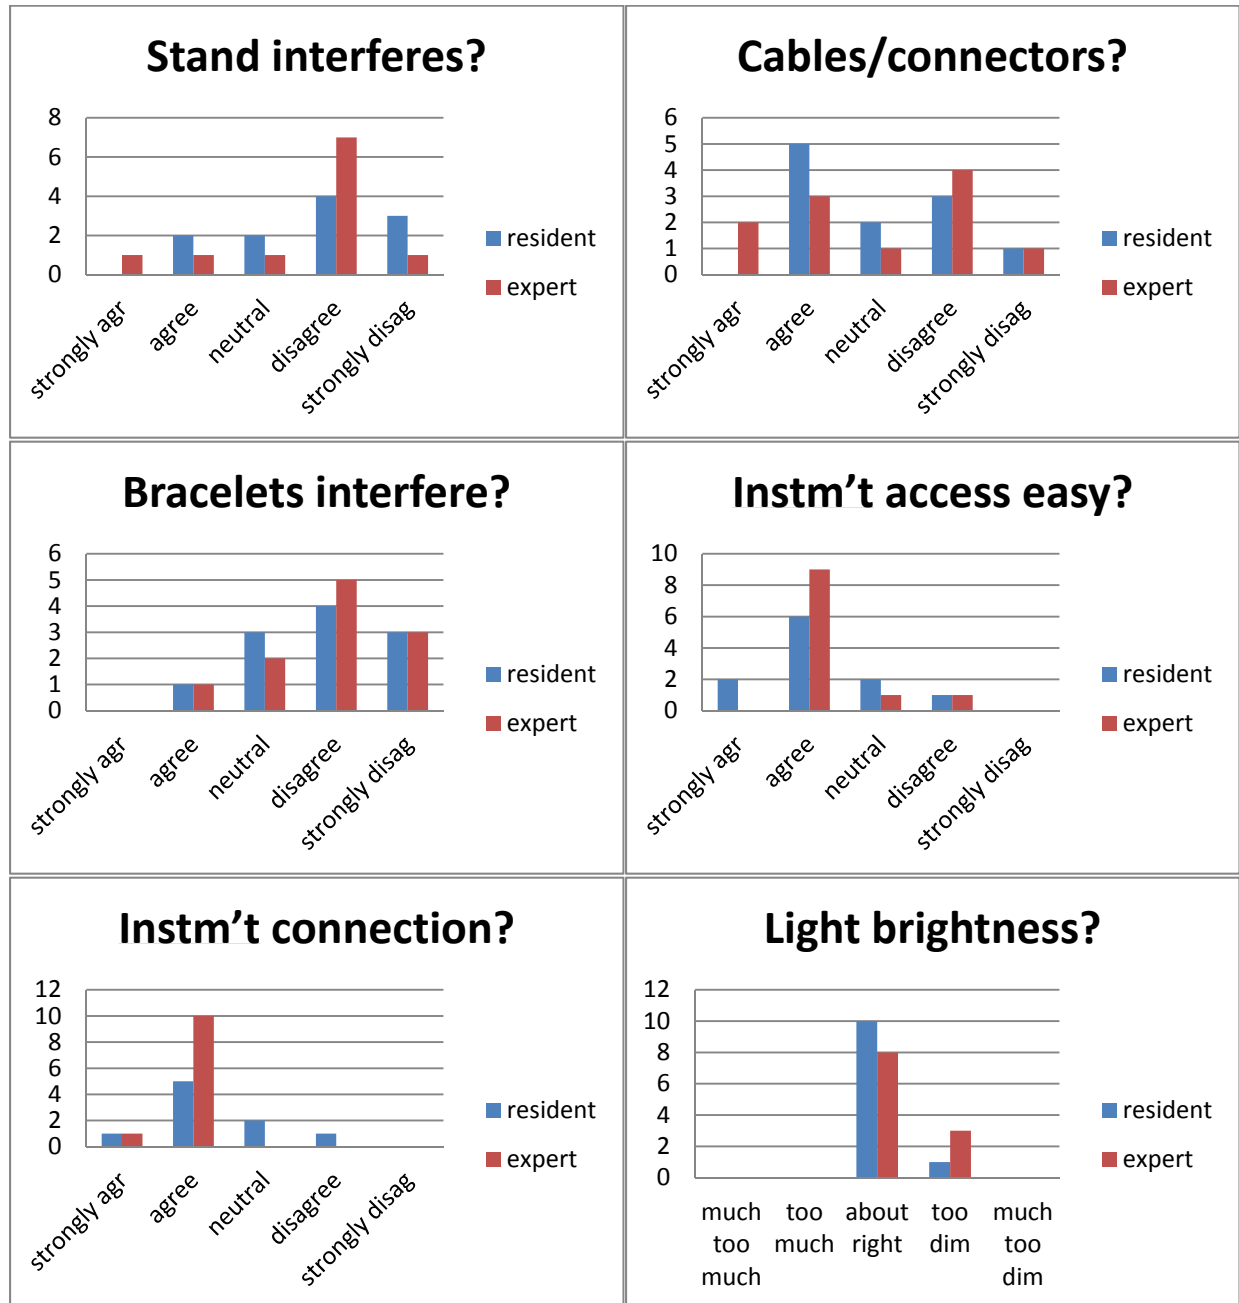 Stand interferes?
8
6
4
2
0
strongly agr
agree
neutral
disagree
strongly disag
resident
expert
Cables/connectors?
6
5
4
3
2
1
0
strongly agr
agree
neutral
disagree
strongly disag
resident
expert
Bracelets interfere?
6
5
4
3
2
1
0
strongly agr
agree
neutral
disagree
strongly disag
resident
expert
Instm't access easy?
10
8
6
4
2
0
strongly agr
agree
neutral
disagree
strongly disag
resident
expert
Instm't connection?
12
10
8
6
4
2
0
strongly agr
agree
neutral
disagree
strongly disag
resident
expert
Light brightness?
12
10
8
6
4
2
0
much
too
much
too
much
about
right
too
dim
much
too
dim
resident
expert